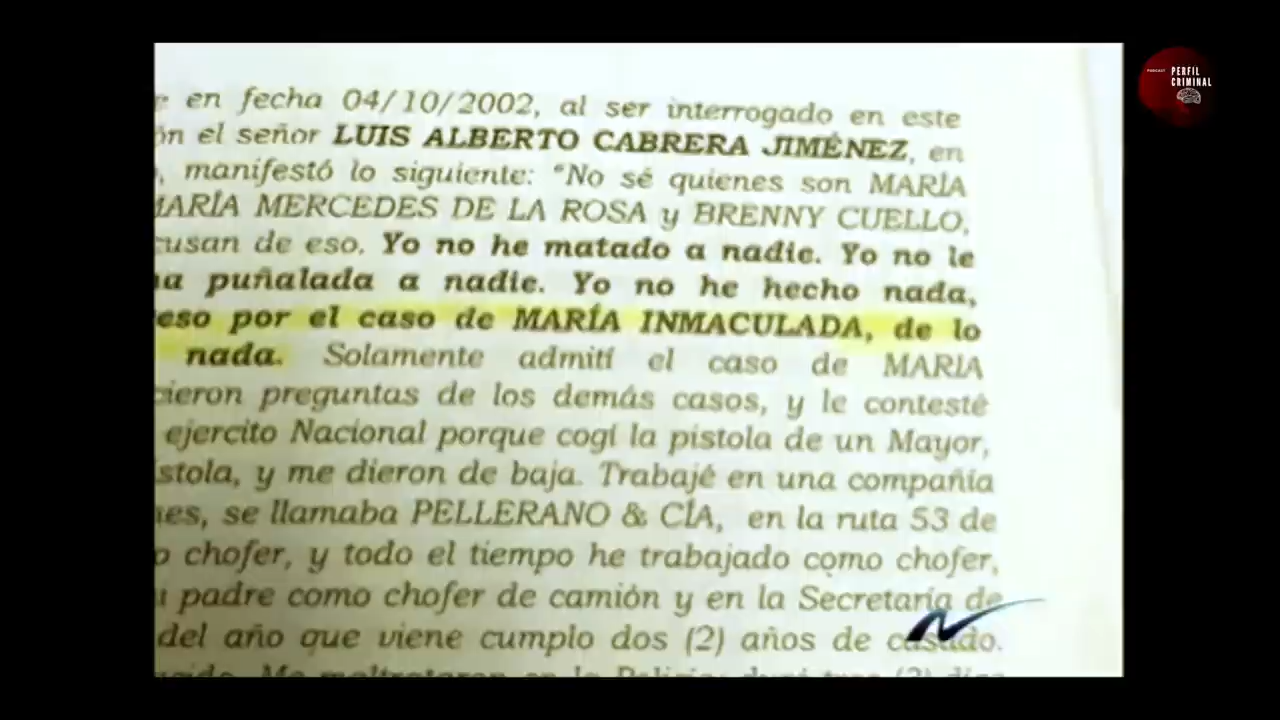 PODCAST PERFIL
CRIMINAL
en fecha 04/10/2002, al ser interrogado en este
el señor LUIS ALBERTO CABRERA JIMÉNEZ, en
, manifestó lo siguiente: "No sé quienes son MARÍA
MARÍA MERCEDES DE LA ROSA y BRENNY CUELLO,
cusan de eso. Yo no he matado a nadie. Yo no le
puñalada a nadie. Yo no he hecho nada,
eso por el caso de MARÍA INMACULADA, de lo
nada. Solamente admití el caso de MARIA
cieron preguntas de los demás casos, y le contesté
ejercito Nacional porque cogí la pistola de un Mayor,
stola, y me dieron de baja. Trabajé en una compañía
nes, se llamaba PELLERANO & CÍA, en la ruta 53 de
o chofer, y todo el tiempo he trabajado como chofer,
padre como chofer de camión y en la Secretaría de
del año que viene cumplo dos (2) años de casado.